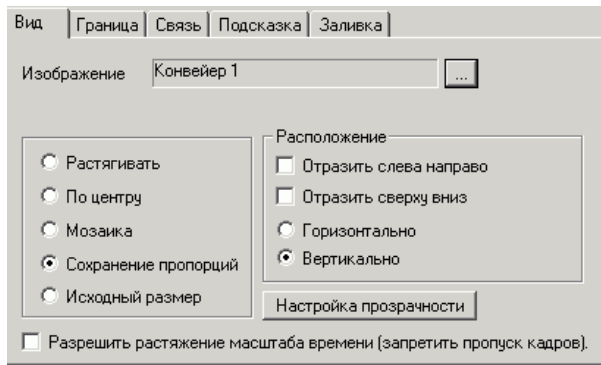 Вид Граница Связь Подсказка Заливка
Изображение Конвейер 1 ...
Растягивать
По центру
Мозаика
Сохранение пропорций
Исходный размер
Расположение
Отразить слева направо
Отразить сверху вниз
Горизонтально
Вертикально
Настройка прозрачности
Разрешить растяжение масштаба времени (запретить пропуск кадров).